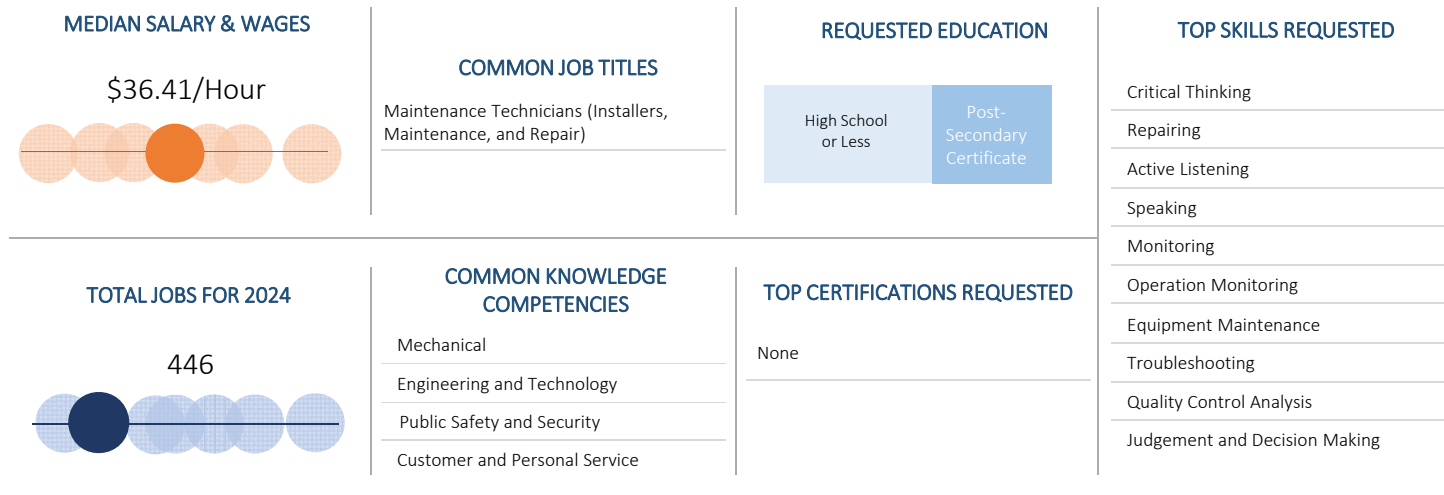 MEDIAN SALARY & WAGES
$36.41/Hour
COMMON JOB TITLES
Maintenance Technicians (Installers,
Maintenance, and Repair)
REQUESTED EDUCATION
High School
or Less
Post-
Secondary
Certificate
TOP SKILLS REQUESTED
Critical Thinking
Repairing
Active Listening
Speaking
Monitoring
Operation Monitoring
Equipment Maintenance
Troubleshooting
Quality Control Analysis
Judgement and Decision Making
TOTAL JOBS FOR 2024
446
COMMON KNOWLEDGE
COMPETENCIES
Mechanical
Engineering and Technology
Public Safety and Security
Customer and Personal Service
TOP CERTIFICATIONS REQUESTED
None